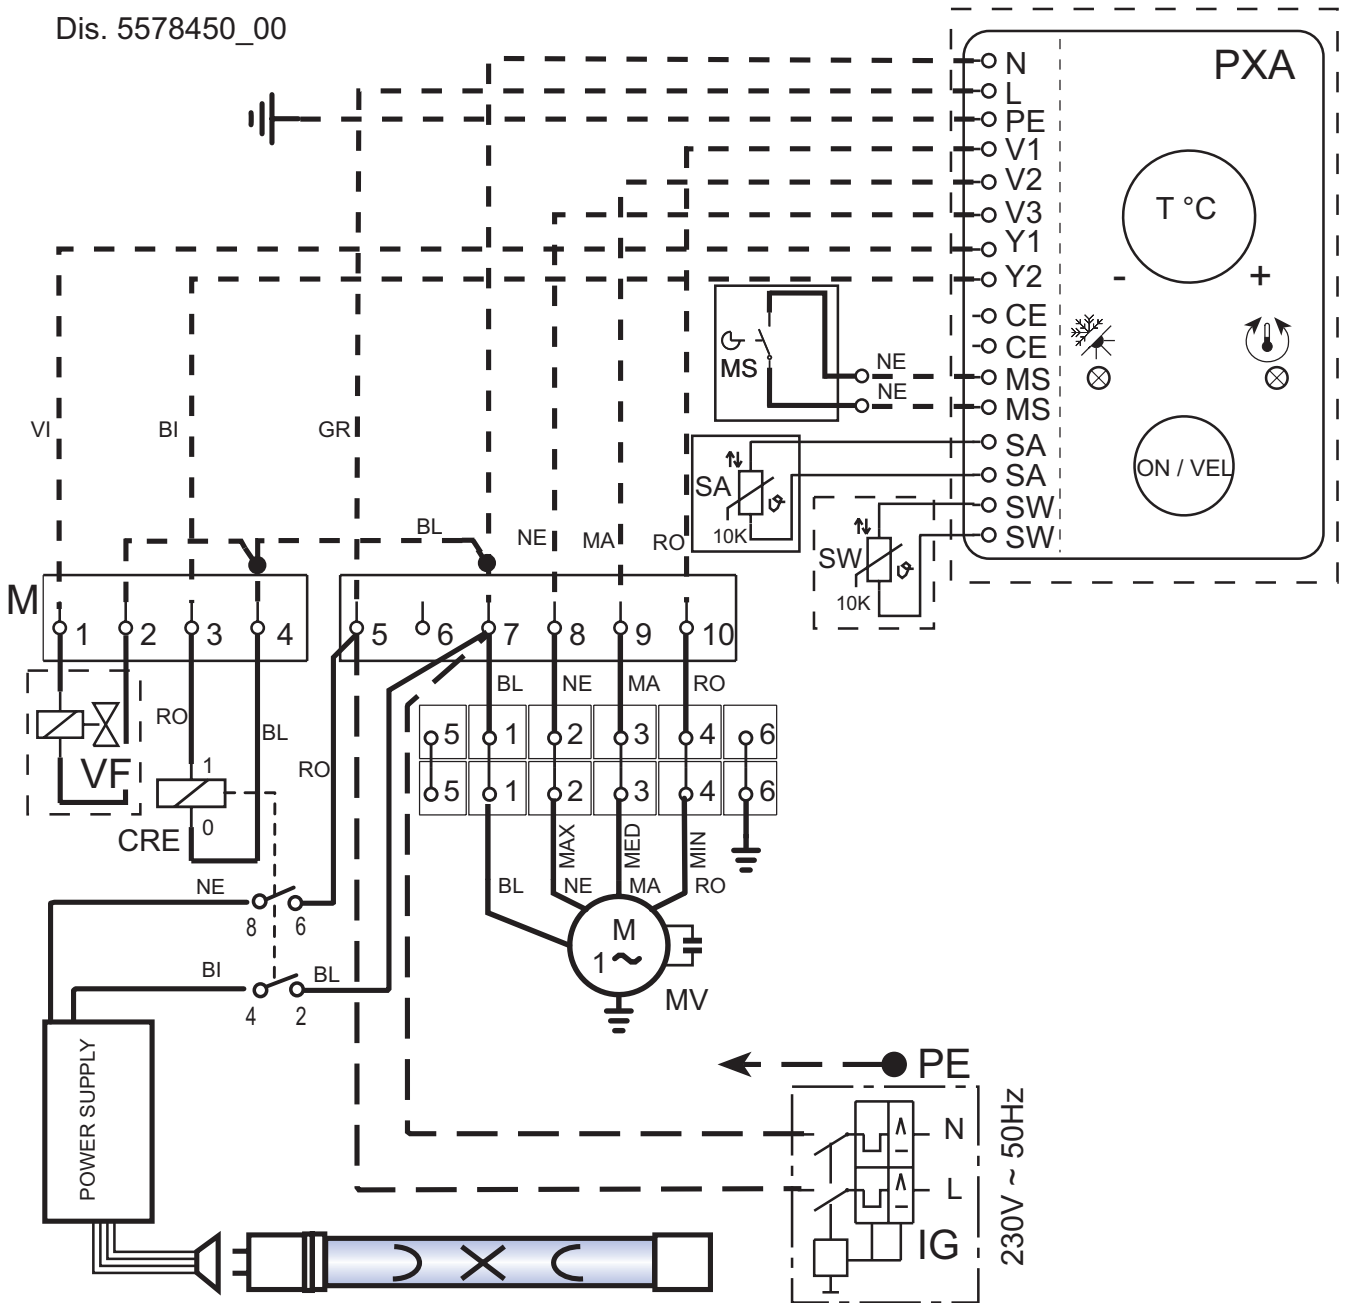 Dis. 5578450_00
PXA
N
L
PE
V1
V2
V3
Y1
Y2
CE
CE
MS
MS
SA
SA
SW
SW
T °C
- +
ON / VEL
MS
NE
NE
SA
10K
SW
10K
VI
BI
GR
BL
NE
MA
RO
M
1 2 3 4 5 6 7 8 9 10
BL NE MA RO
VF
RO
BL
RO
1
0
CRE
5 1 2 3 4 6
5 1 2 3 4 6
MAX
MED
MIN
BL NE MA RO
M
1 ~
MV
NE
8 6
BI BL
4 2
POWER SUPPLY
PE
N
L
IG
230V ~ 50Hz